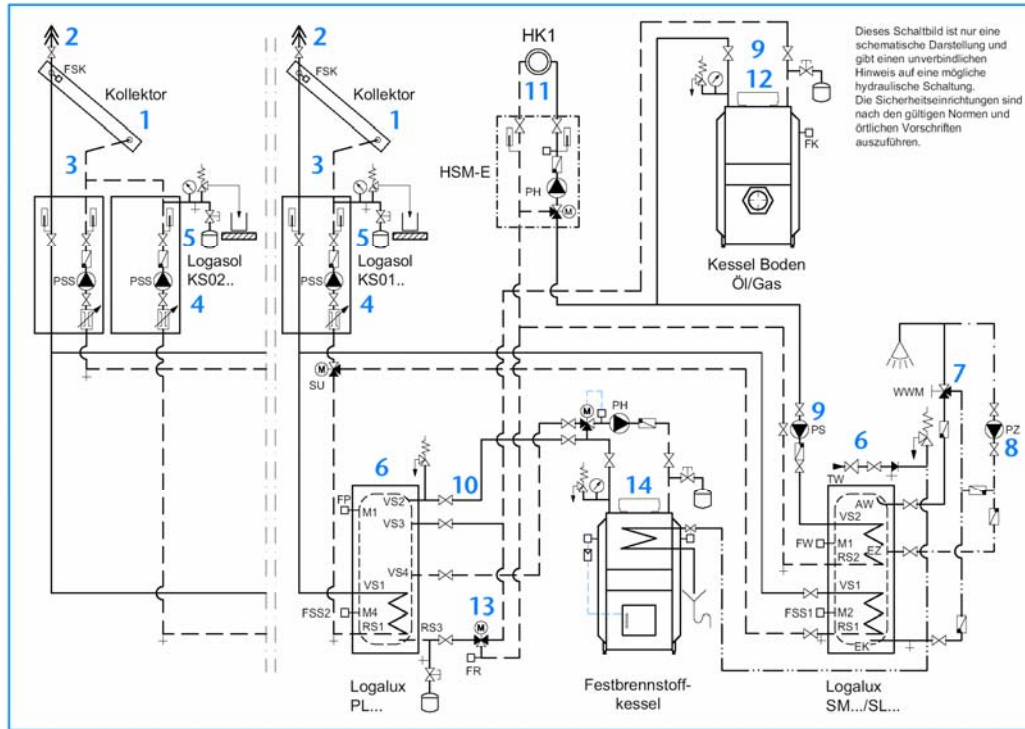 2
2
HK1
9
12
Dieses Schaltbild ist nur eine
schematische Darstellung und
gibt einen unverbindlichen
Hinweis auf eine mögliche
hydraulische Schaltung.
Die Sicherheitseinrichtungen sind
nach den gültigen Normen und
örtlichen Vorschriften
auszuführen.
FSK
Kollektor
1
FSK
Kollektor
1
11
FK
3
3
HSM-E
PH
M
5
Logasol
KS02..
4
5
Logasol
KS01..
4
PSS
PSS
PSS
Kessel Boden
Öl/Gas
M
SU
7
WWM
9
PS
PZ
8
6
TW
M
PH
6
10
14
FP
M1
VS2
VS3
VS4
VS1
FSS2
M4
RS1
RS3
13
M
FR
AW
VS2
FW
M1
RS2
EZ
VS1
FSS1
M2
RS1
EK
Logalux
PL...
Festbrennstoff-
kessel
Logalux
SM.../SL...